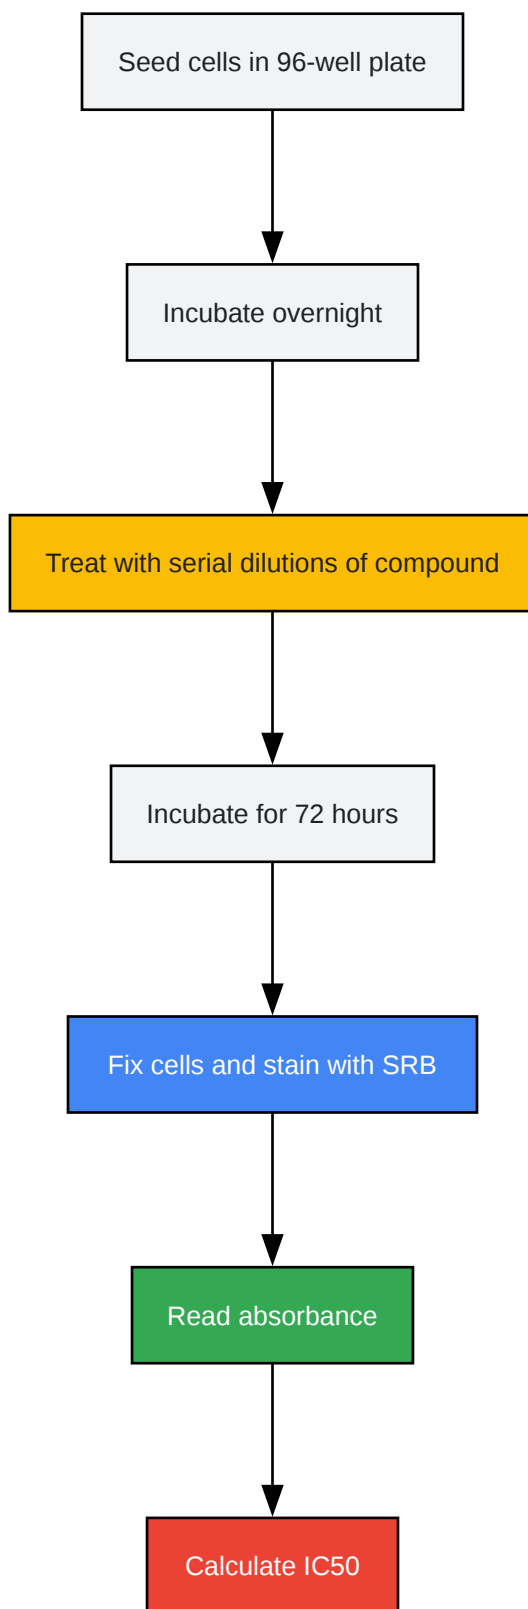 Seed cells in 96-well plate
Incubate overnight
Treat with serial dilutions of compound
Incubate for 72 hours
Fix cells and stain with SRB
Read absorbance
Calculate IC50